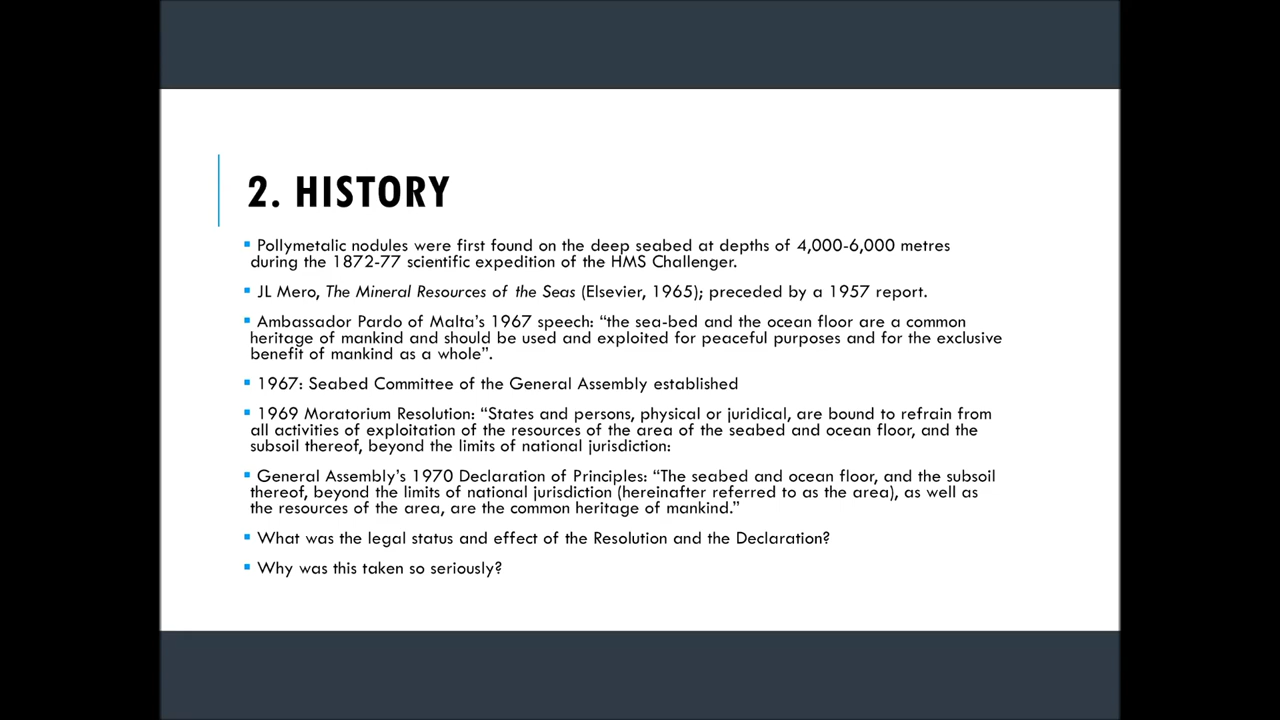 2. HISTORY
▪ Pollymetalic nodules were first found on the deep seabed at depths of 4,000-6,000 metres
during the 1872-77 scientific expedition of the HMS Challenger.
▪ JL Mero, The Mineral Resources of the Seas (Elsevier, 1965); preceded by a 1957 report.
▪ Ambassador Pardo of Malta’s 1967 speech: “the sea-bed and the ocean floor are a common
heritage of mankind and should be used and exploited for peaceful purposes and for the exclusive
benefit of mankind as a whole”.
▪ 1967: Seabed Committee of the General Assembly established
▪ 1969 Moratorium Resolution: “States and persons, physical or juridical, are bound to refrain from
all activities of exploitation of the resources of the area of the seabed and ocean floor, and the
subsoil thereof, beyond the limits of national jurisdiction:
▪ General Assembly’s 1970 Declaration of Principles: “The seabed and ocean floor, and the subsoil
thereof, beyond the limits of national jurisdiction (hereinafter referred to as the area), as well as
the resources of the area, are the common heritage of mankind.”
▪ What was the legal status and effect of the Resolution and the Declaration?
▪ Why was this taken so seriously?